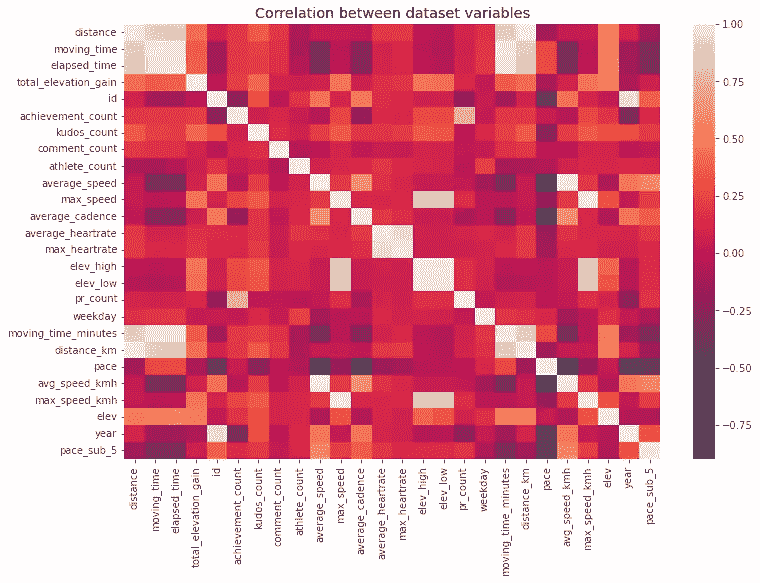 Correlation between dataset variables
distance
moving_time
elapsed_time
total_elevation_gain
id
achievement_count
kudos_count
comment_count
athlete_count
average_speed
max_speed
average_cadence
average_heartrate
max_heartrate
elev_high
elev_low
pr_count
weekday
moving_time_minutes
distance_km
pace
avg_speed_kmh
max_speed_kmh
elev
year
pace_sub_5
distance
moving_time
elapsed_time
total_elevation_gain
id
achievement_count
kudos_count
comment_count
athlete_count
average_speed
max_speed
average_cadence
average_heartrate
max_heartrate
elev_high
elev_low
pr_count
weekday
moving_time_minutes
distance_km
pace
avg_speed_kmh
max_speed_kmh
elev
year
pace_sub_5
1.00
0.75
0.50
0.25
0.00
−0.25
−0.50
−0.75